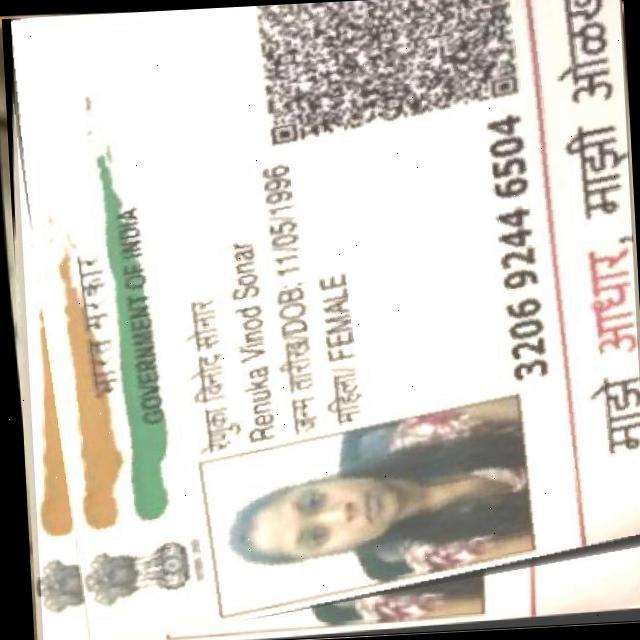 भारत सरकार
GOVERNMENT OF INDIA
रेणुका विनोद सोनार
Renuka Vinod Sonar
जन्म तारीख/DOB: 11/05/1996
महिला/ FEMALE
3206 9244 6504
माझे आधार, माझी ओळख